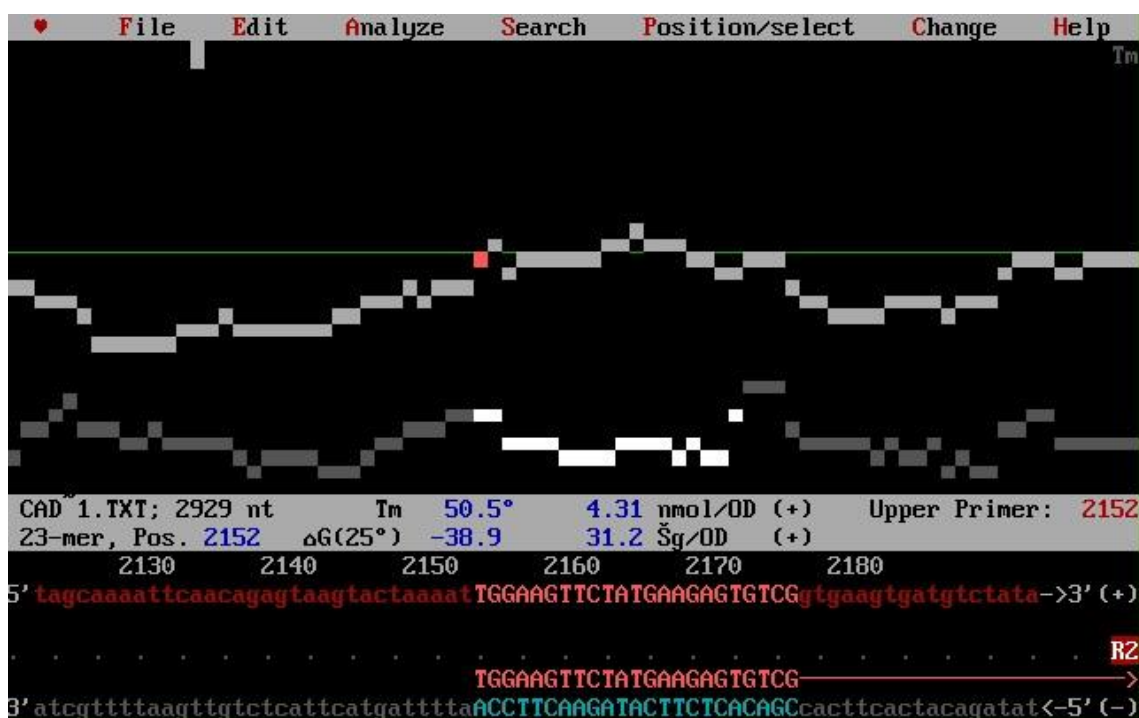 ♥ File Edit Analyze Search Position/select Change Help
Tm
CAD~1.TXT; 2929 nt Tm 50.5° 4.31 nmol/OD (+) Upper Primer: 2152
23-mer, Pos. 2152 ΔG(25°) -38.9 31.2 Šg/OD (+)
2130 2140 2150 2160 2170 2180
5'tagcaaaattcaacagagtaagtactaaaatTGGAAGTTCTATGAAGAGTGTCGgtgaagtgatgtctata->3'(+)
R2
TGGAAGTTCTATGAAGAGTGTCG
3'atcgttttaagttgtctcattcatgattttaACCTTCAAGATACTTCTCACAGCcacttcactacagatat<-5'(-)